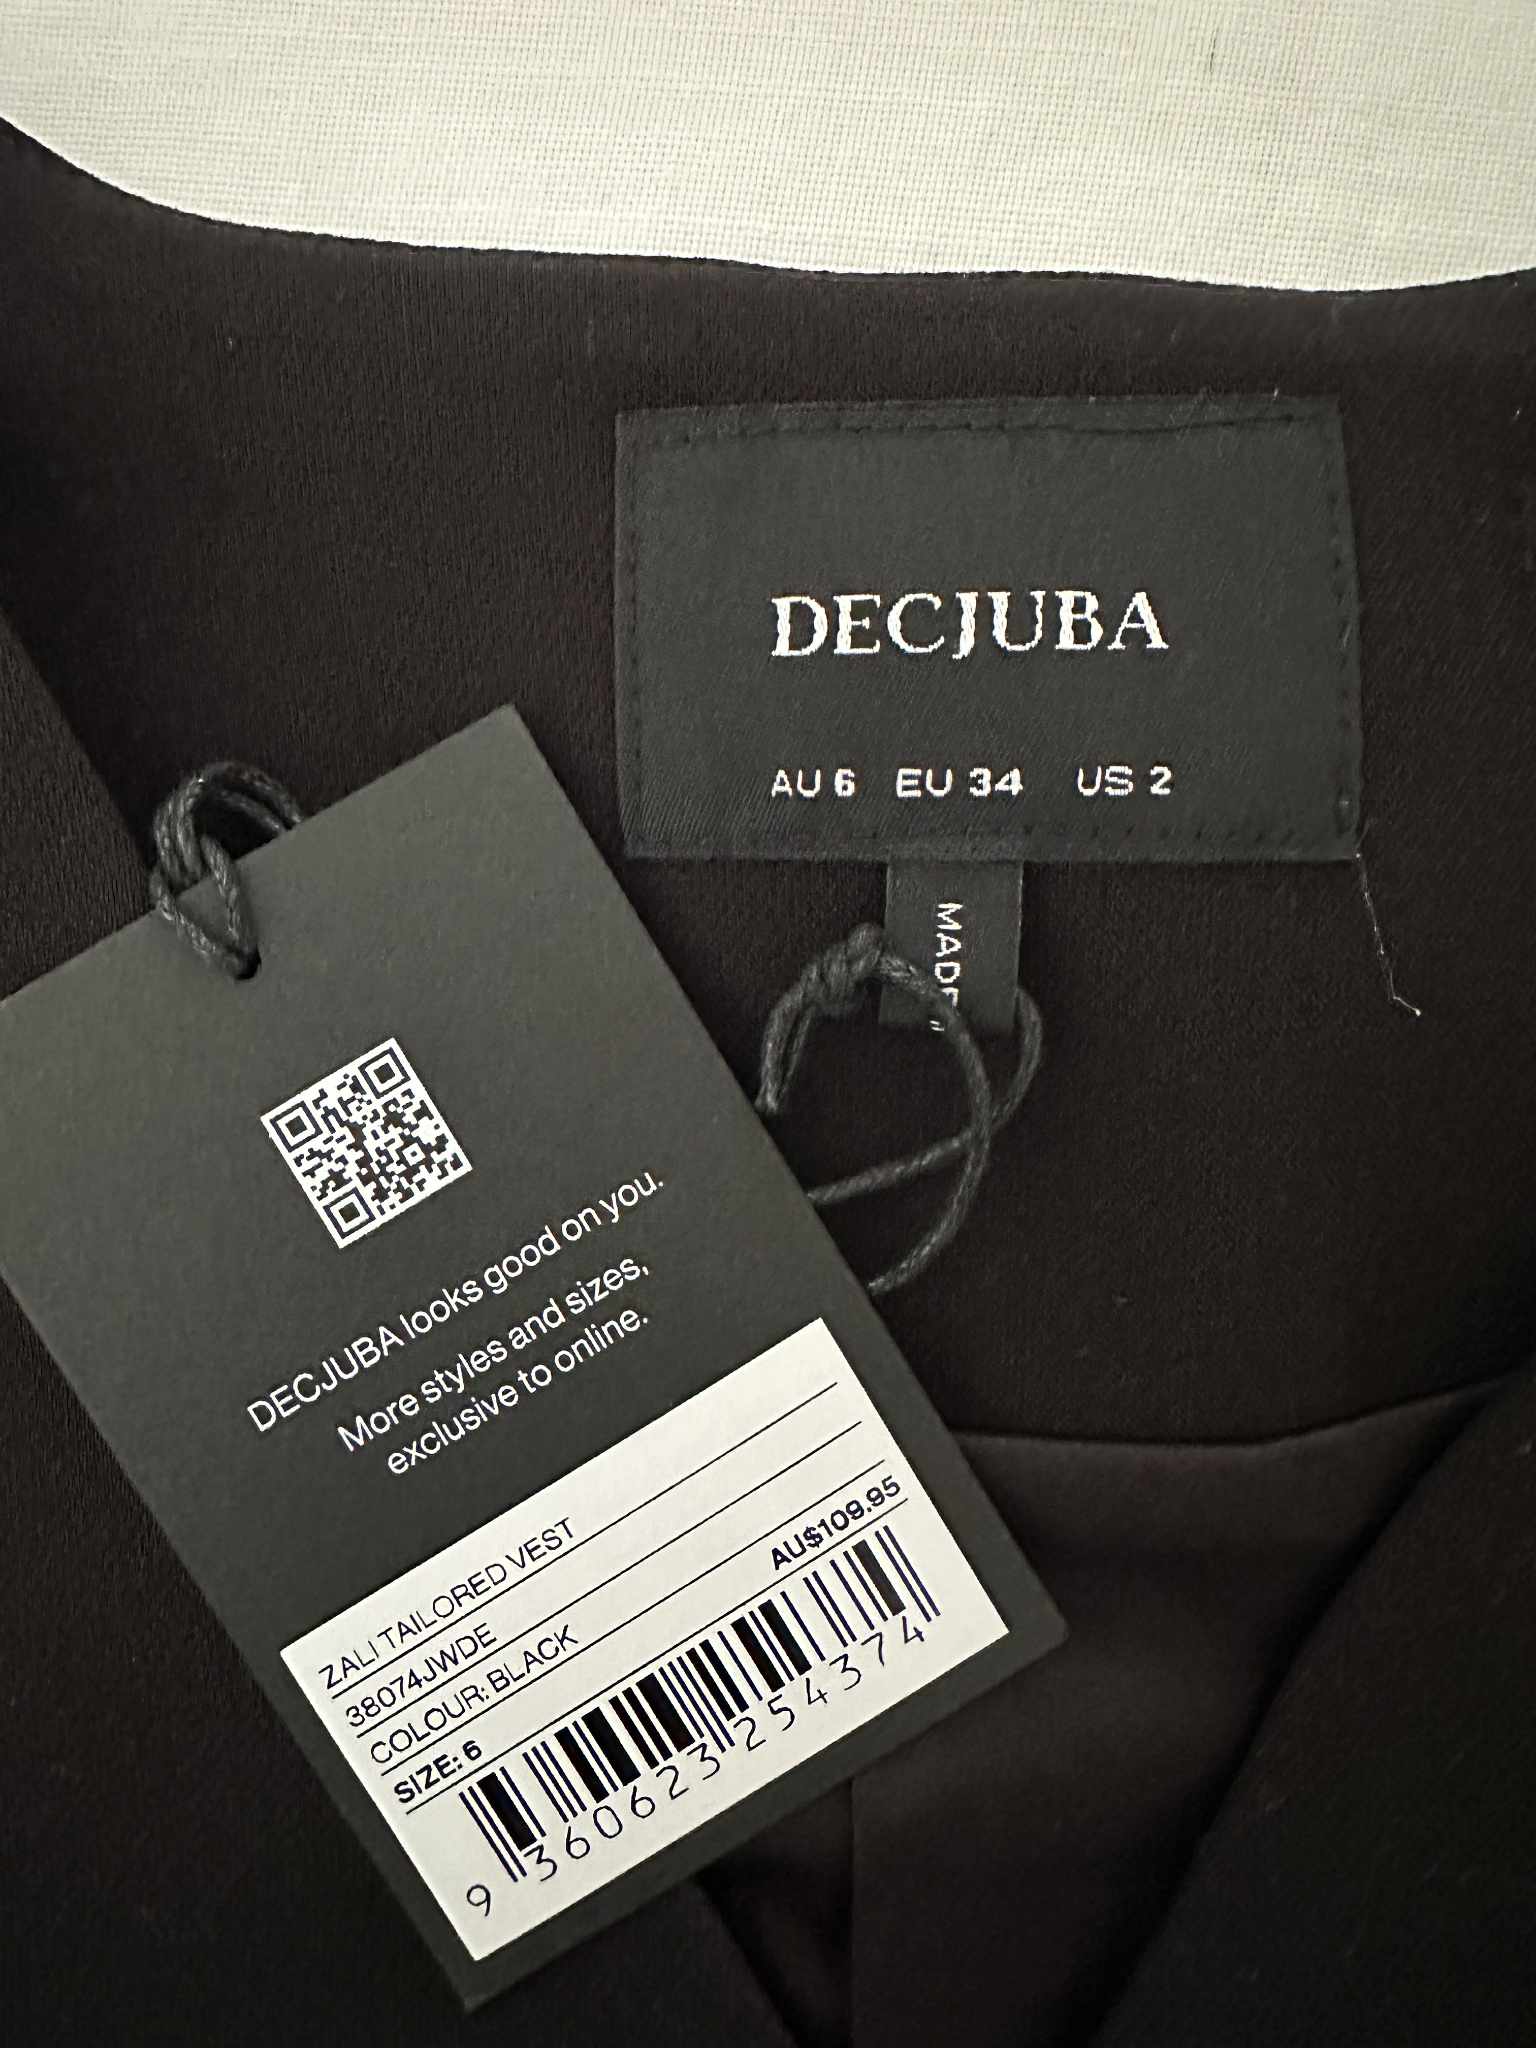 DECJUBA
AU 6 EU 34 US 2
MADE
DECJUBA looks good on you.
More styles and sizes,
exclusive to online.
ZALI TAILORED VEST
38074JWDE
COLOUR: BLACK
SIZE: 6 AU$109.95
9 360623 254374